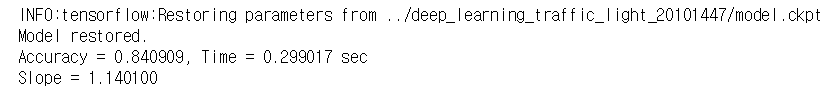 INFO:tensorflow:Restoring parameters from ../deep_learning_traffic_light_20101447/model.ckpt
Model restored.
Accuracy = 0.840909, Time = 0.299017 sec
Slope = 1.140100